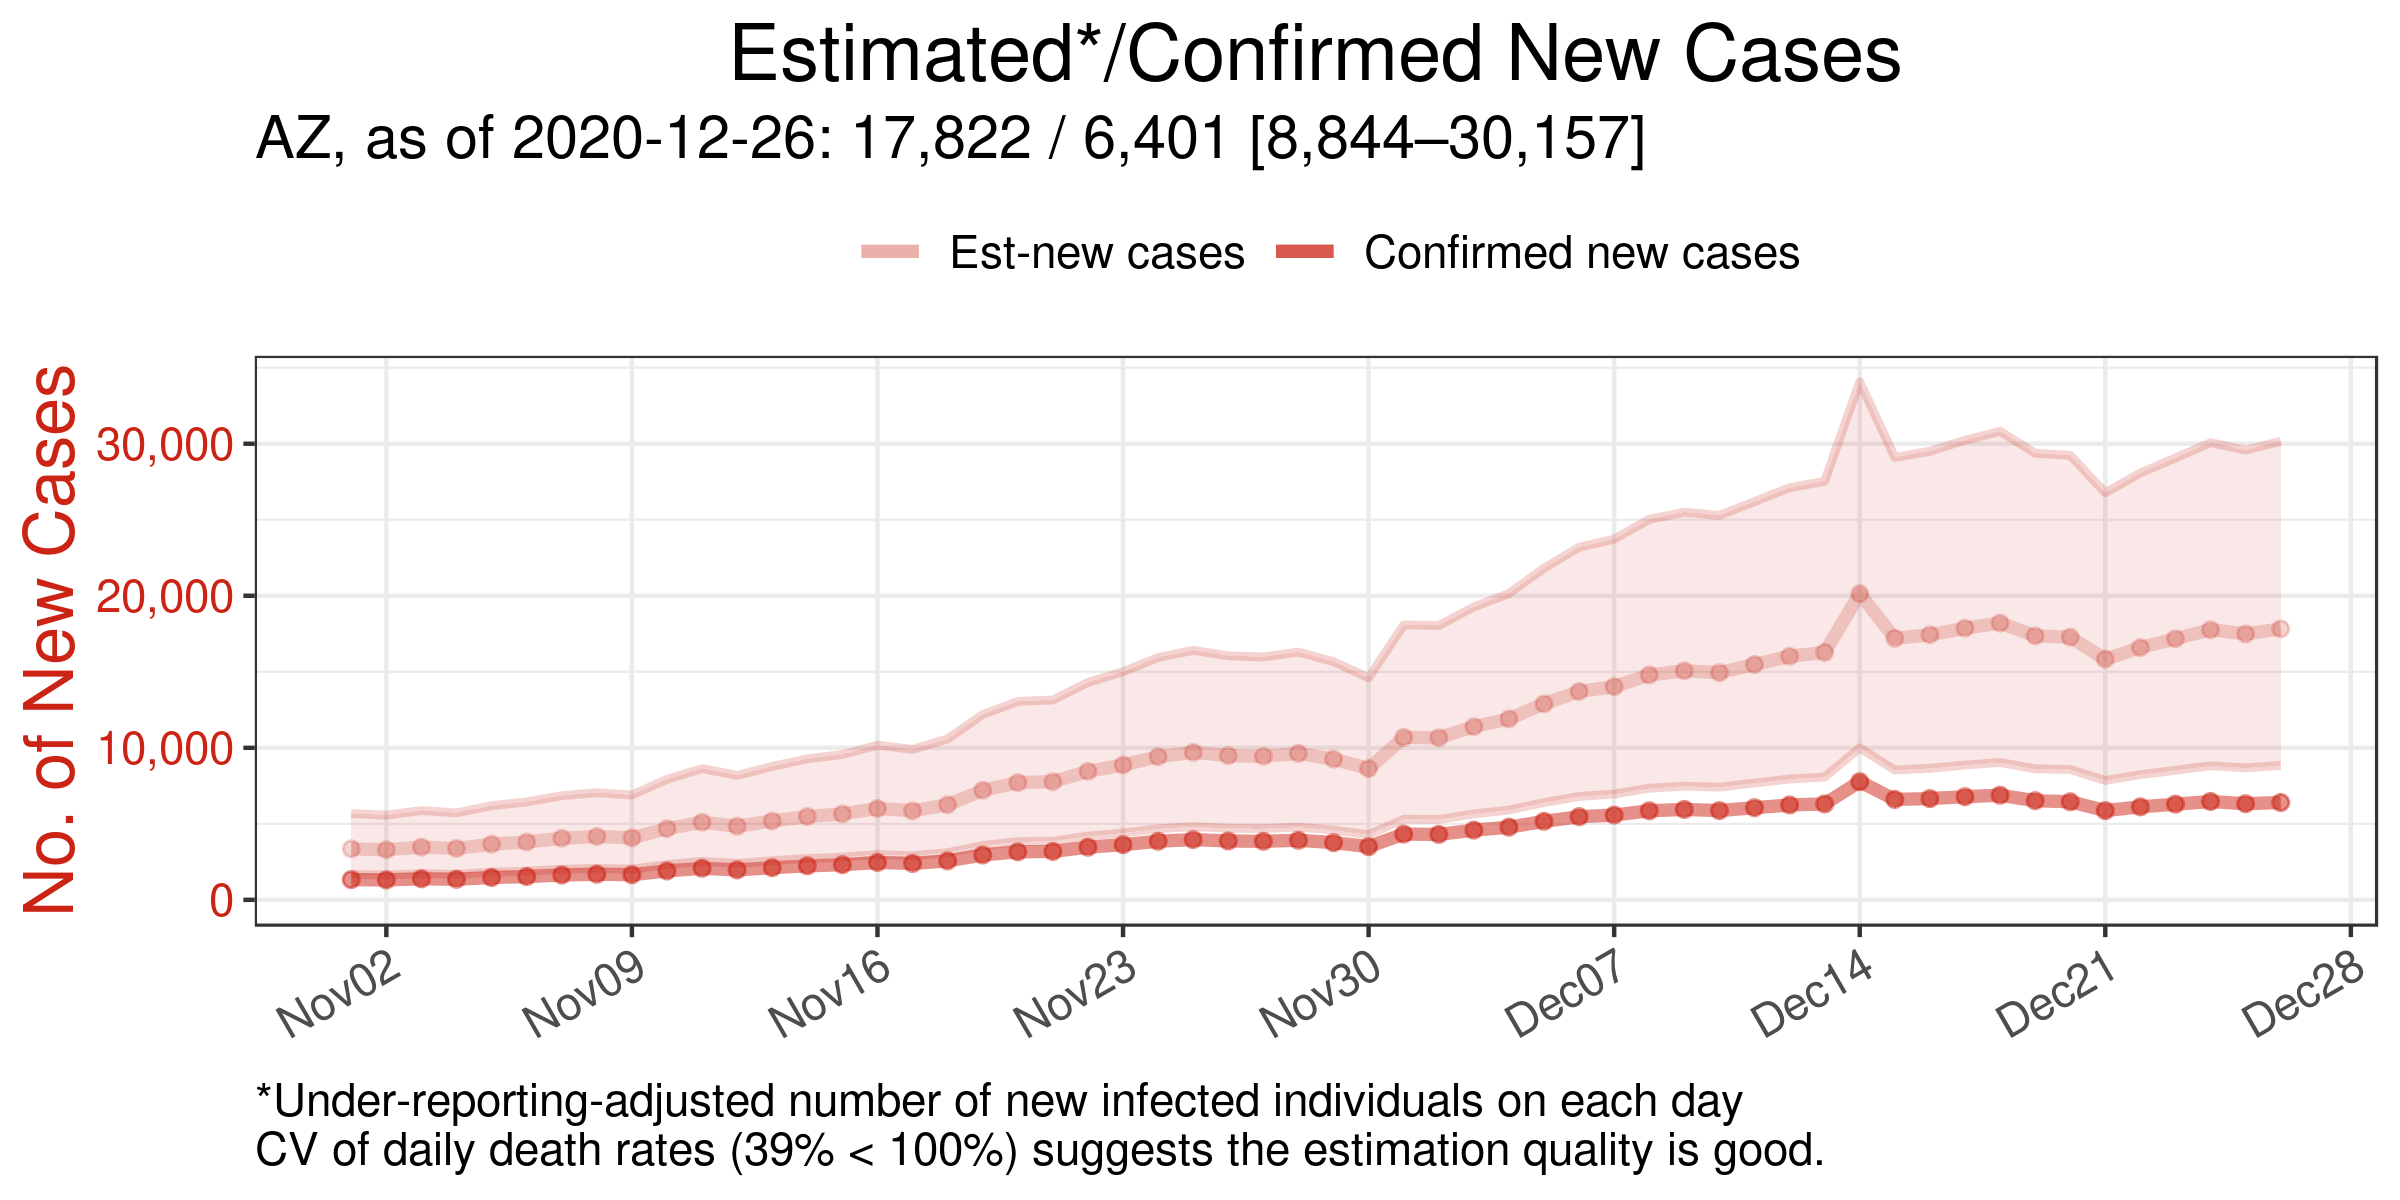 Estimated*/Confirmed New Cases
AZ, as of 2020-12-26: 17,822 / 6,401 [8,844–30,157]
Est-new cases
Confirmed new cases
No. of New Cases
30,000
20,000
10,000
0
Nov02
Nov09
Nov16
Nov23
Nov30
Dec07
Dec14
Dec21
Dec28
*Under-reporting-adjusted number of new infected individuals on each day
CV of daily death rates (39% < 100%) suggests the estimation quality is good.